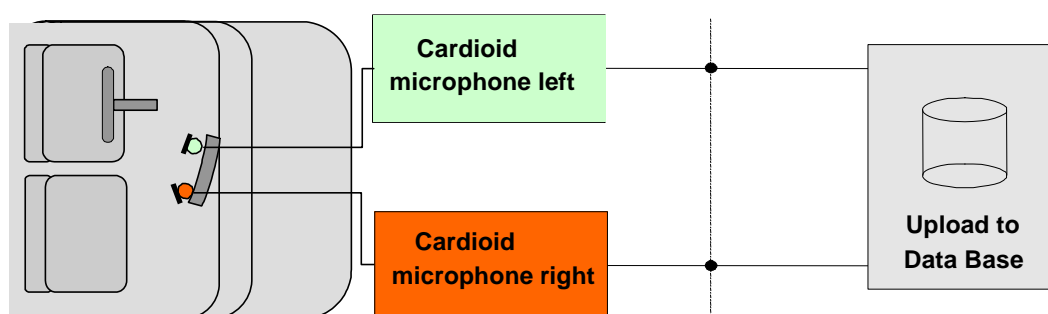 Cardioid
microphone left
Cardioid
microphone right
Upload to
Data Base